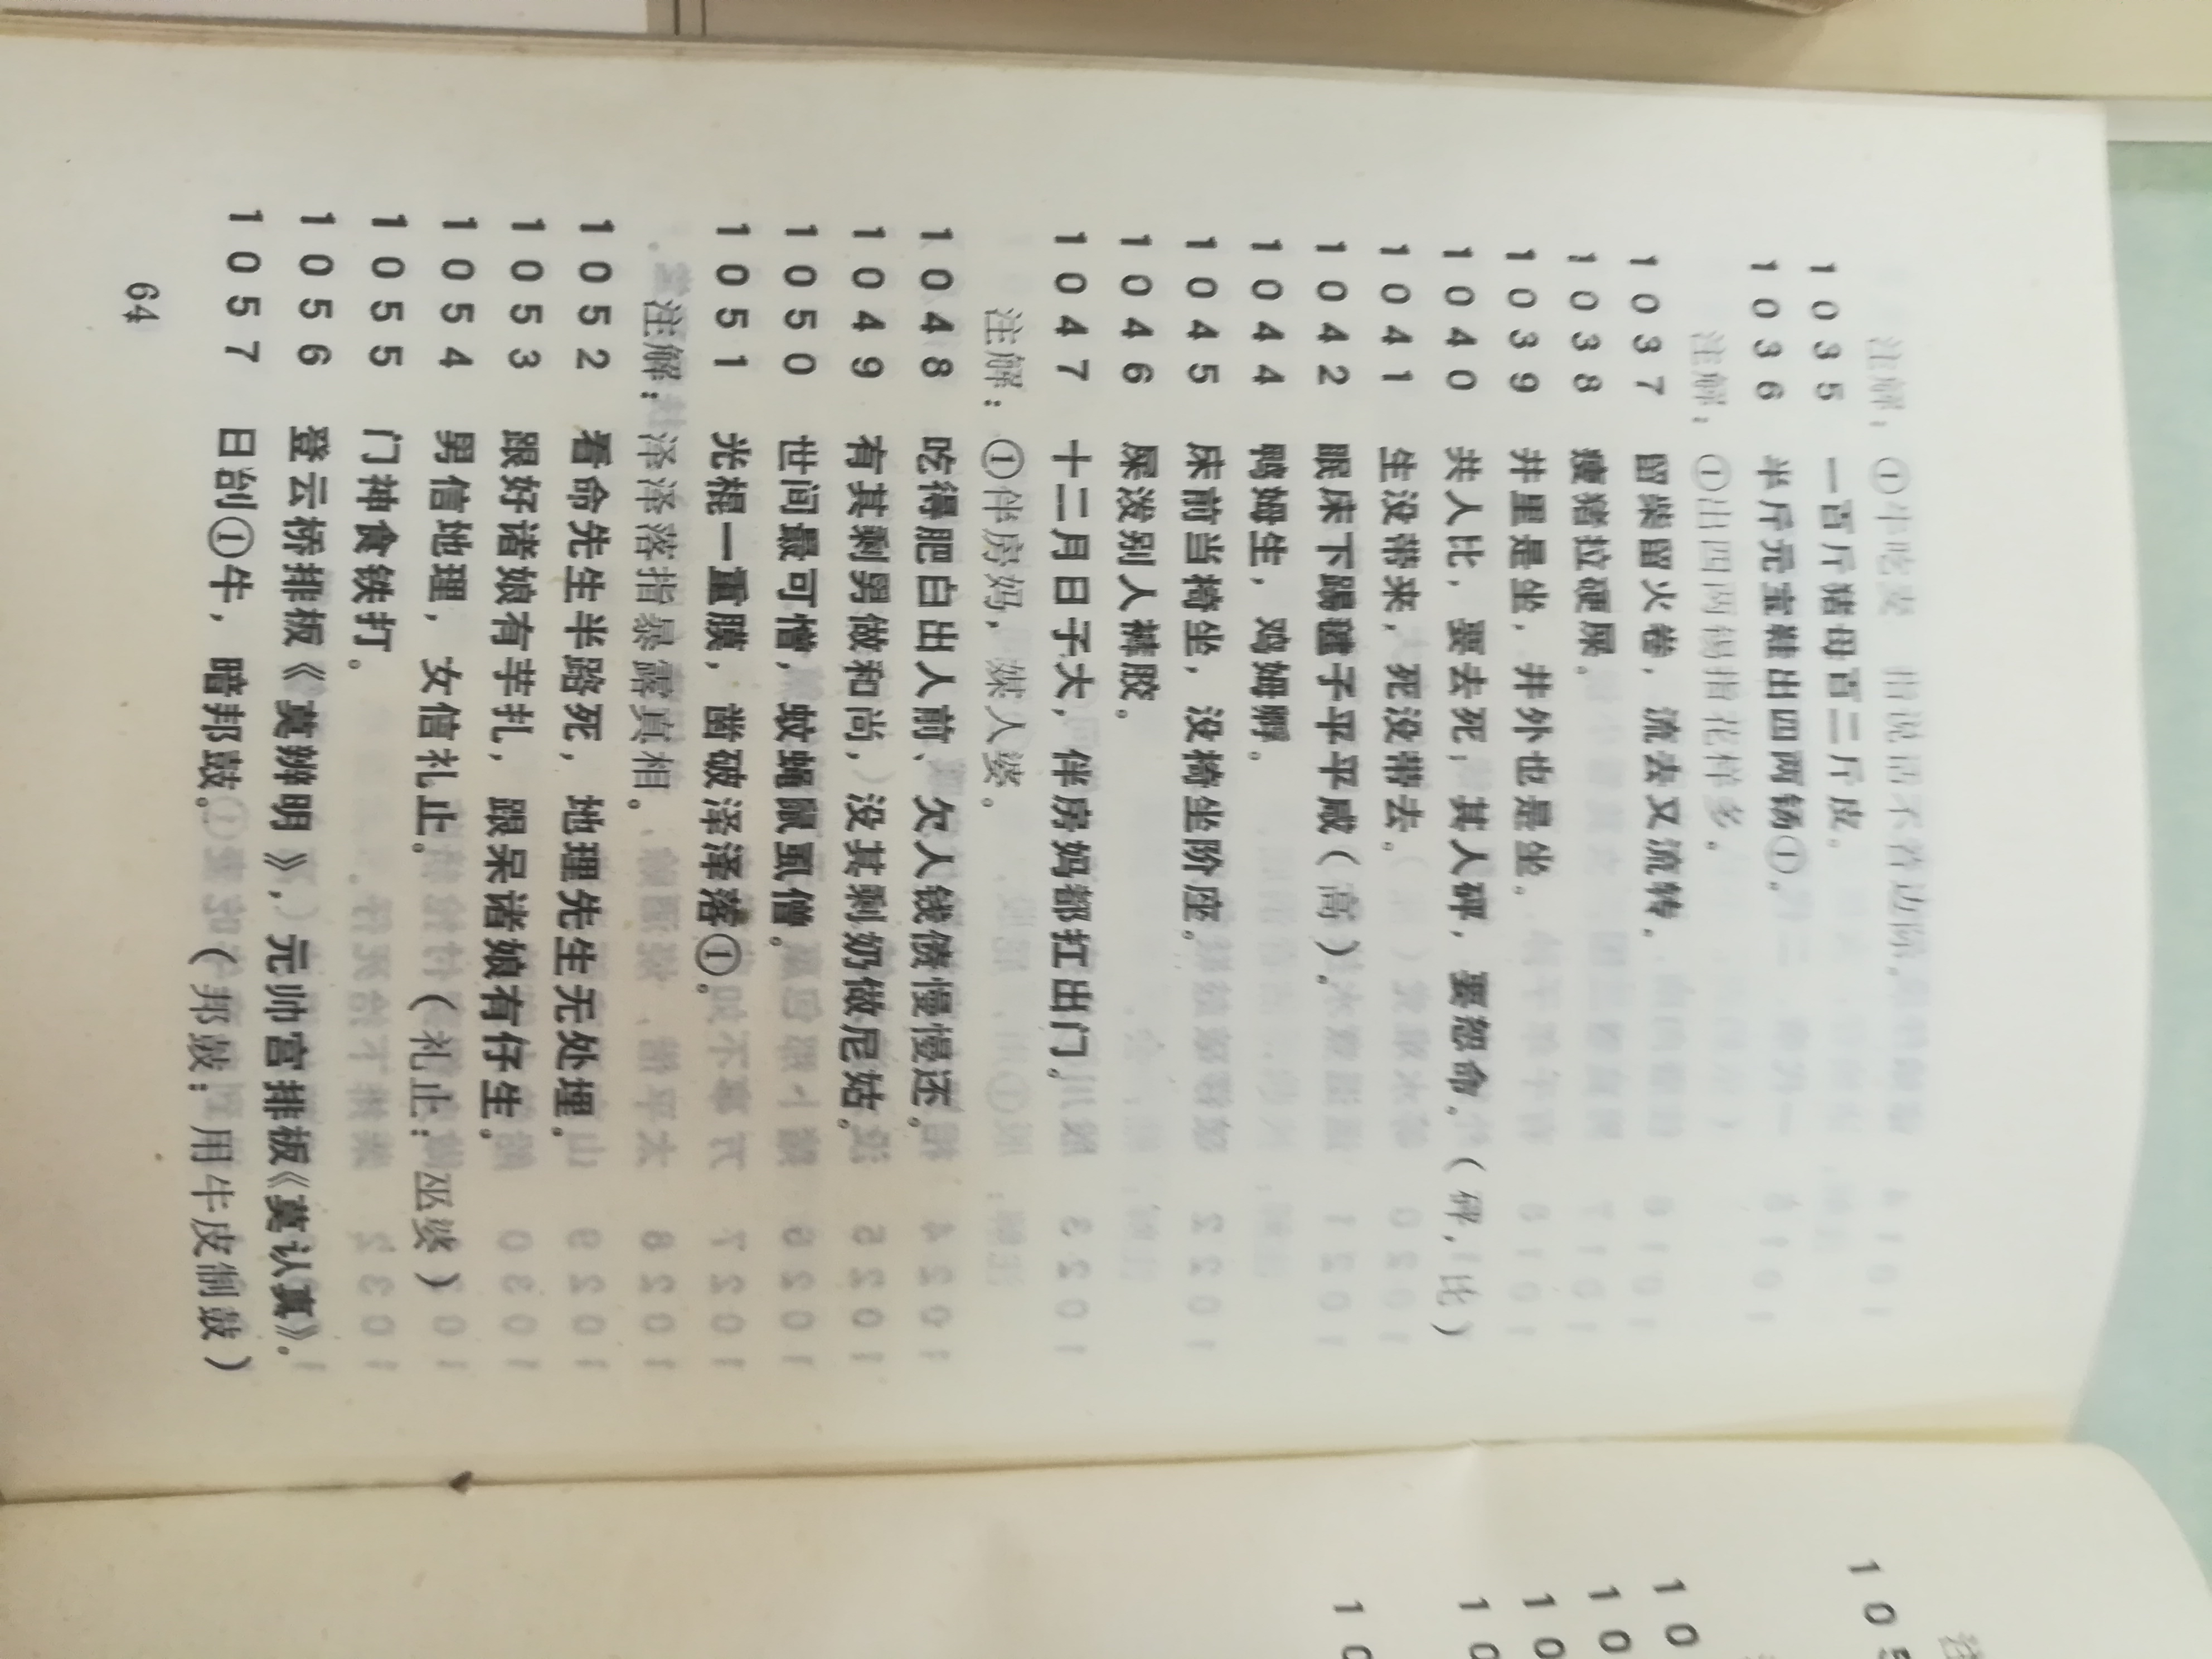 注解：①牛吃麦　指说话不着边际。
1035　一百斤猪母百二斤皮。
1036　半斤元宝鞋出四两钖①。
注解：①出四两锡指花样多。
1037　留柴留火卷，流去又流转。
1038　瘦猪拉硬屎。
1039　井里是坐，井外也是坐。
1040　共人比，要去死；其人砰，要怨命。（砰，比）
1041　生没带来，死没带去。
1042　眠床下踢毽子平平咸（高）。
1044　鸭姆生，鸡姆孵。
1045　床前当椅坐，没椅坐阶座。
1046　屎泼别人裤胶。
1047　十二月日子大，伴房妈都扛出门。
注解：①伴房妈，媒人婆。
1048　吃得肥白出人前、欠人钱债慢慢还。
1049　有其剩男做和尚，没其剩奶做尼姑。
1050　世间最可憎，蚊蝇鼠虱僧。
1051　光棍一重膜，凿破泽泽落①。
注解：泽泽落指暴露真相。
1052　看命先生半路死，地理先生无处埋。
1053　跟好诸娘有芋扎，跟呆诸娘有仔生。
1054　男信地理，女信礼止。（礼止：巫婆）
1055　门神食铁打。
1056　登云桥排板《莫辨明》，元帅宫排板《莫认真》。
1057　日刣①牛，暗邦鼓。（邦鼓：用牛皮制鼓）
64